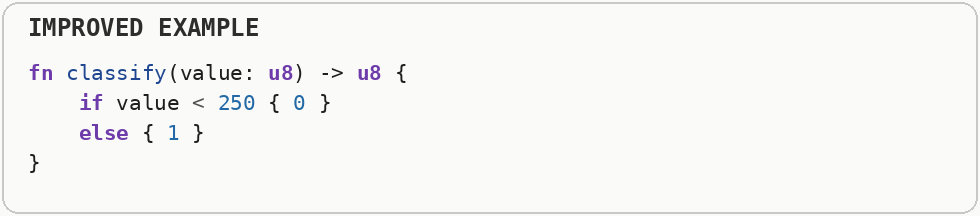 IMPROVED EXAMPLE
fn classify(value: u8) -> u8 {
    if value < 250 { 0 }
    else { 1 }
}